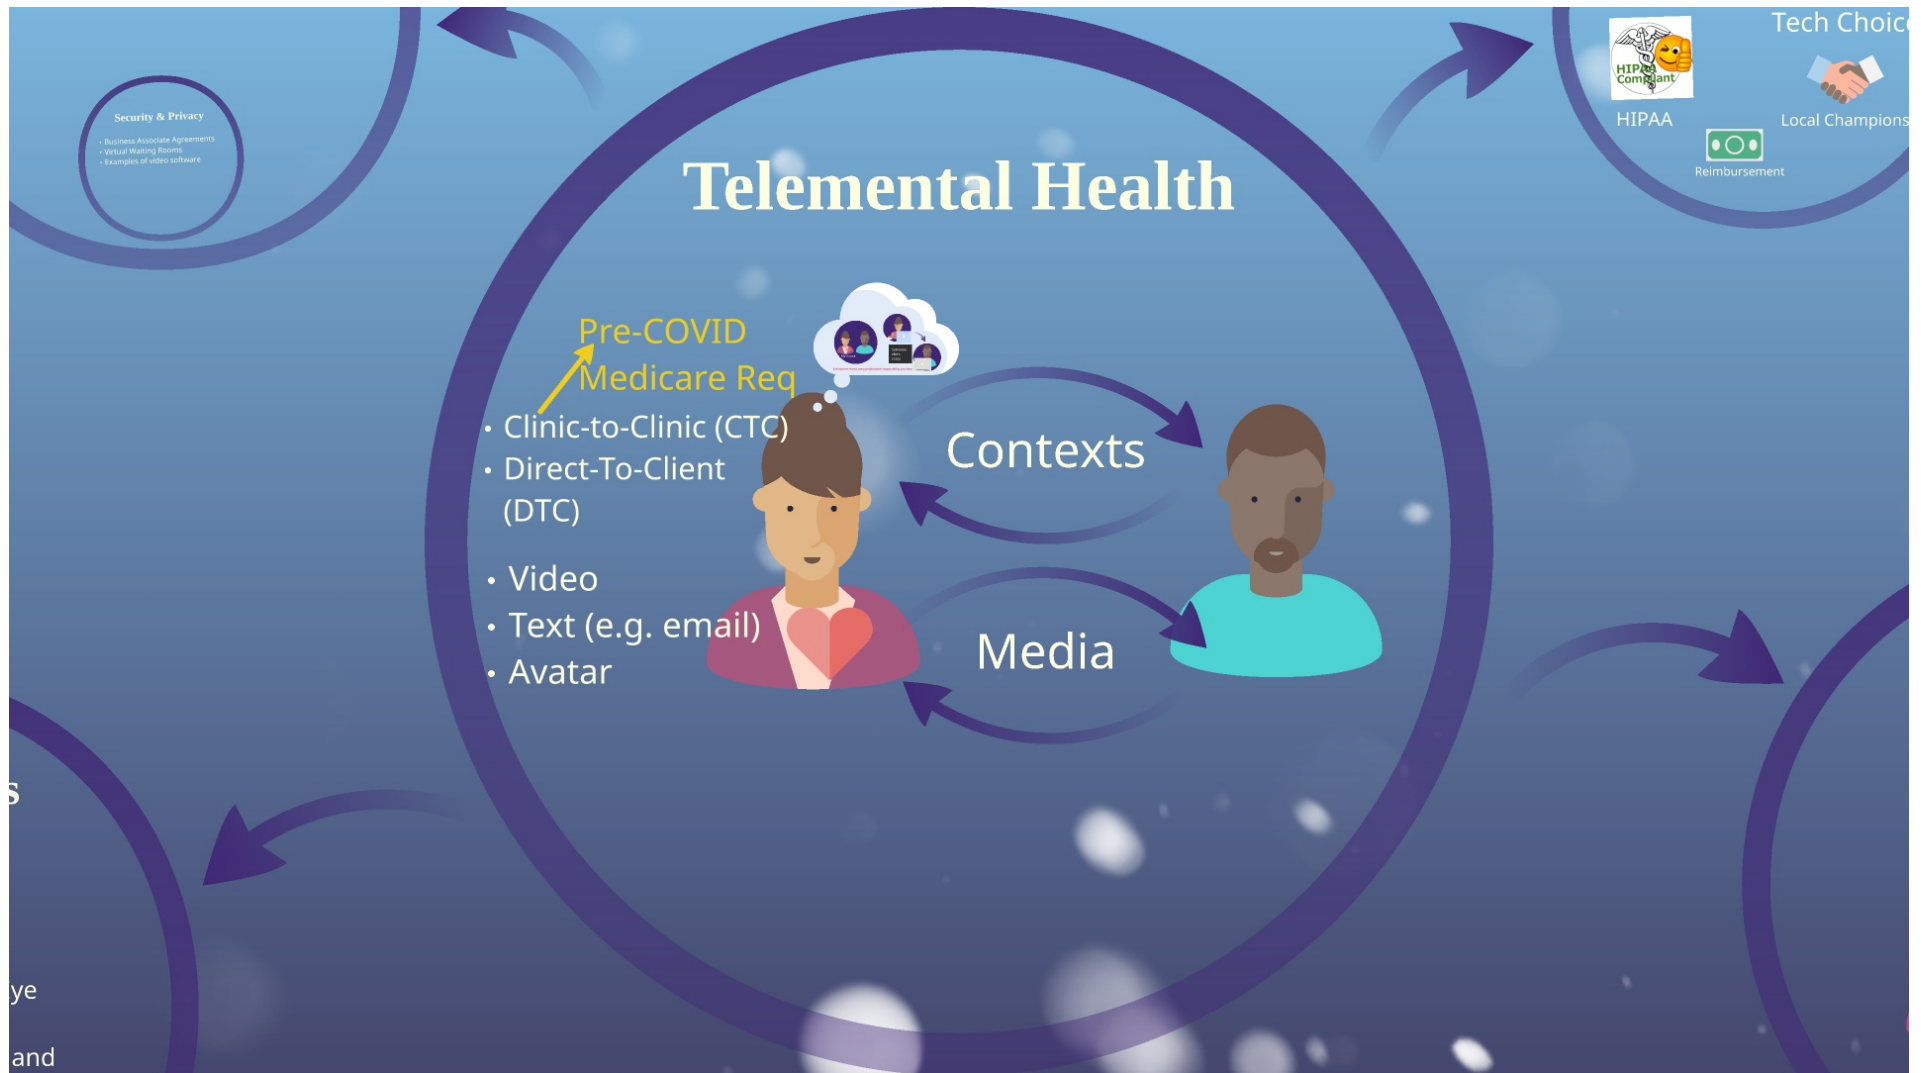 Security & Privacy
• Business Associate Agreements
• Virtual Waiting Rooms
• Examples of video software
Tech Choic
HIPAA
Compliant
HIPAA
Local Champions
Reimbursement
Telemental Health
Pre-COVID
Medicare Req
• Clinic-to-Clinic (CTC)
• Direct-To-Client
(DTC)
• Video
• Text (e.g. email)
• Avatar
Contexts
Media
s
ye
and